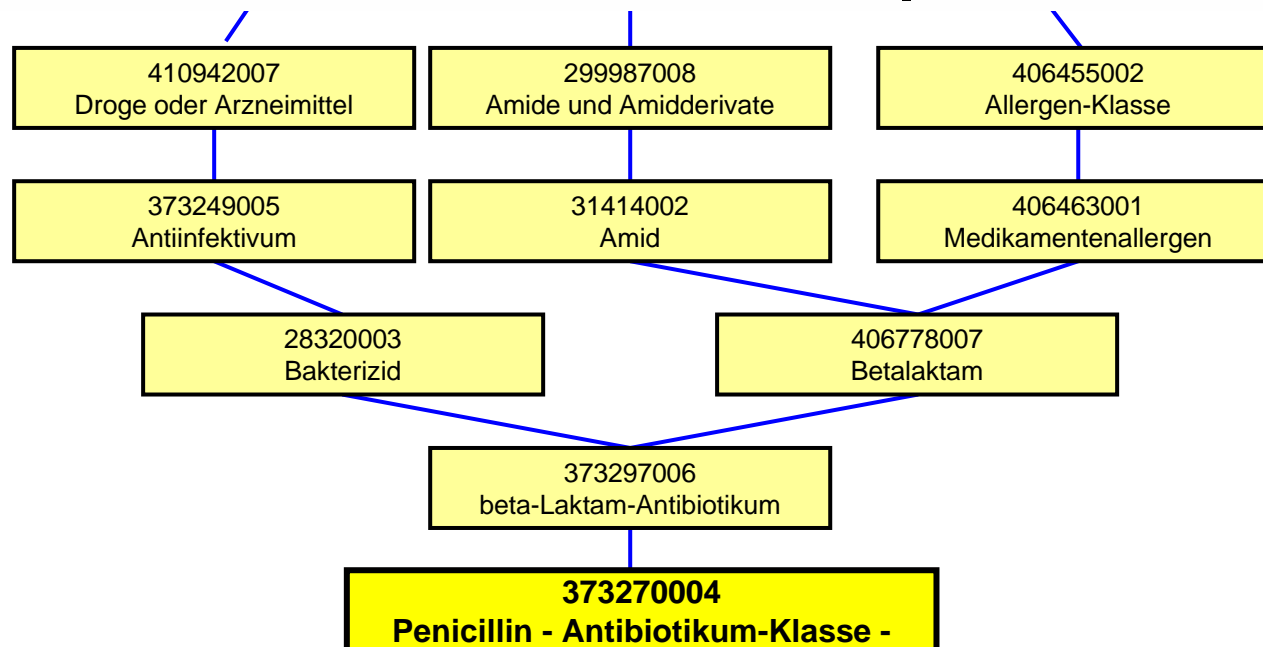 410942007
Droge oder Arzneimittel
299987008
Amide und Amidderivate
406455002
Allergen-Klasse
373249005
Antiinfektivum
31414002
Amid
406463001
Medikamentenallergen
28320003
Bakterizid
406778007
Betalaktam
373297006
beta-Laktam-Antibiotikum
373270004
Penicillin - Antibiotikum-Klasse -